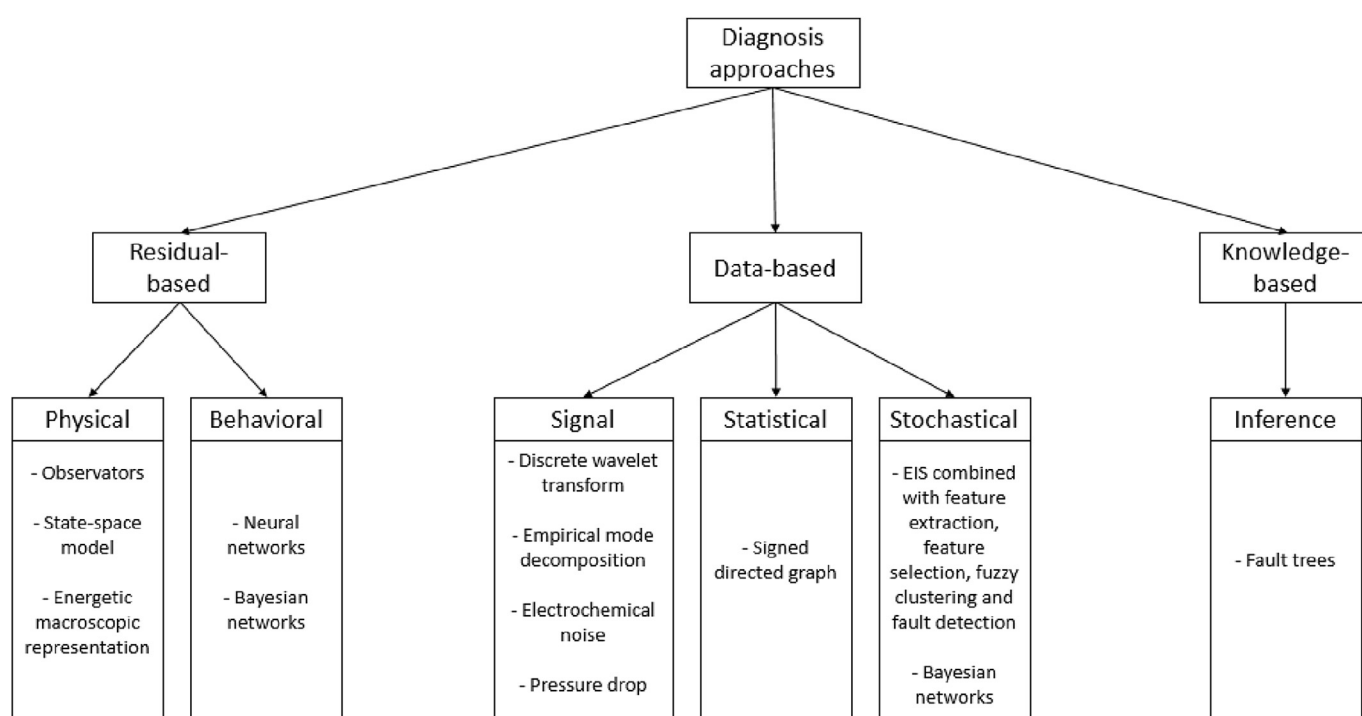 Diagnosis
approaches
Residual-
based
Data-based
Knowledge-
based
Physical
- Observators
- State-space
model
- Energetic
macroscopic
representation
Behavioral
- Neural
networks
- Bayesian
networks
Signal
- Discrete wavelet
transform
- Empirical mode
decomposition
- Electrochemical
noise
- Pressure drop
Statistical
- Signed
directed graph
Stochastical
- EIS combined
with feature
extraction,
feature
selection, fuzzy
clustering and
fault detection
- Bayesian
networks
Inference
- Fault trees